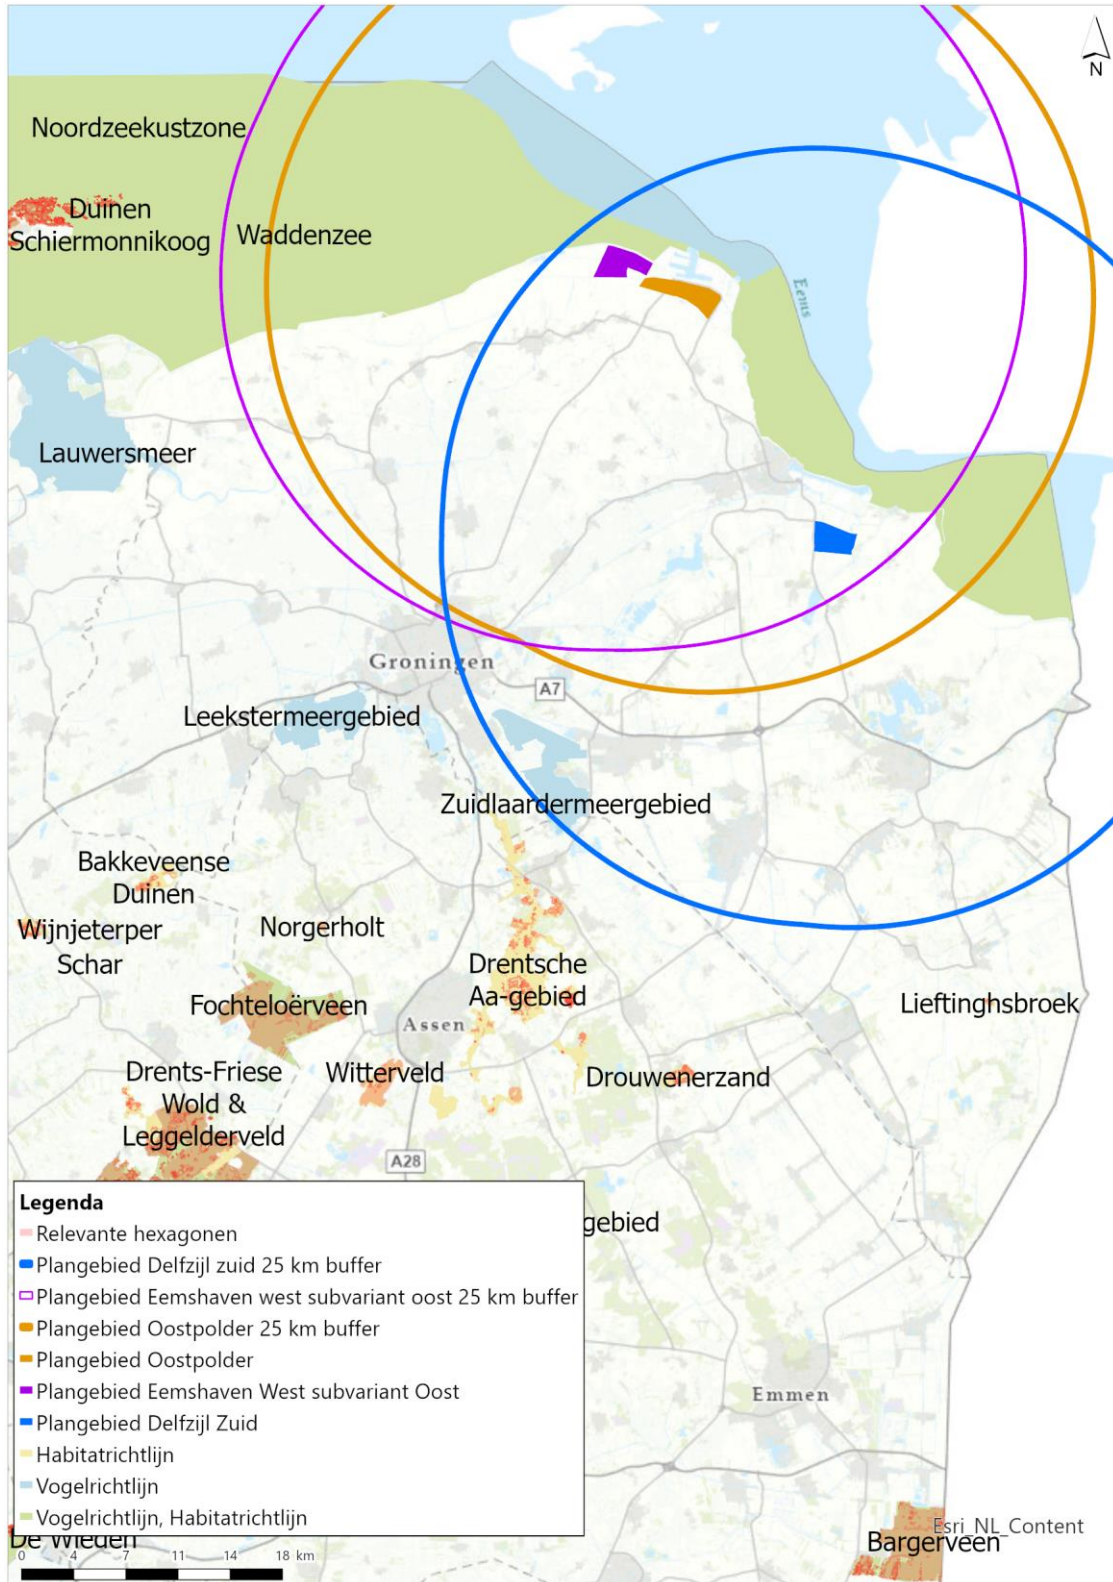 N
Noordzeekustzone
Duinen
Schiermonnikoog
Waddenzee
Eems
Lauwersmeer
Groningen
A7
Leekstermeergebied
Zuidlaardermeergebied
Bakkeveense
Duinen
Wijnjeterper
Schar
Norgerholt
Drentsche
Aa-gebied
Fochteloërveen
Assen
Lieftinghsbroek
Drents-Friese
Wold &
Leggelderveld
Witterveld
Drouwenerzand
A28
gebied
Legenda
Relevante hexagonen
Plangebied Delfzijl zuid 25 km buffer
Plangebied Eemshaven west subvariant oost 25 km buffer
Plangebied Oostpolder 25 km buffer
Plangebied Oostpolder
Plangebied Eemshaven West subvariant Oost
Plangebied Delfzijl Zuid
Habitatrichtlijn
Vogelrichtlijn
Vogelrichtlijn, Habitatrichtlijn
Emmen
Esri_NL_Content
Bargerveen
De Wieden
0 4 7 11 14 18 km